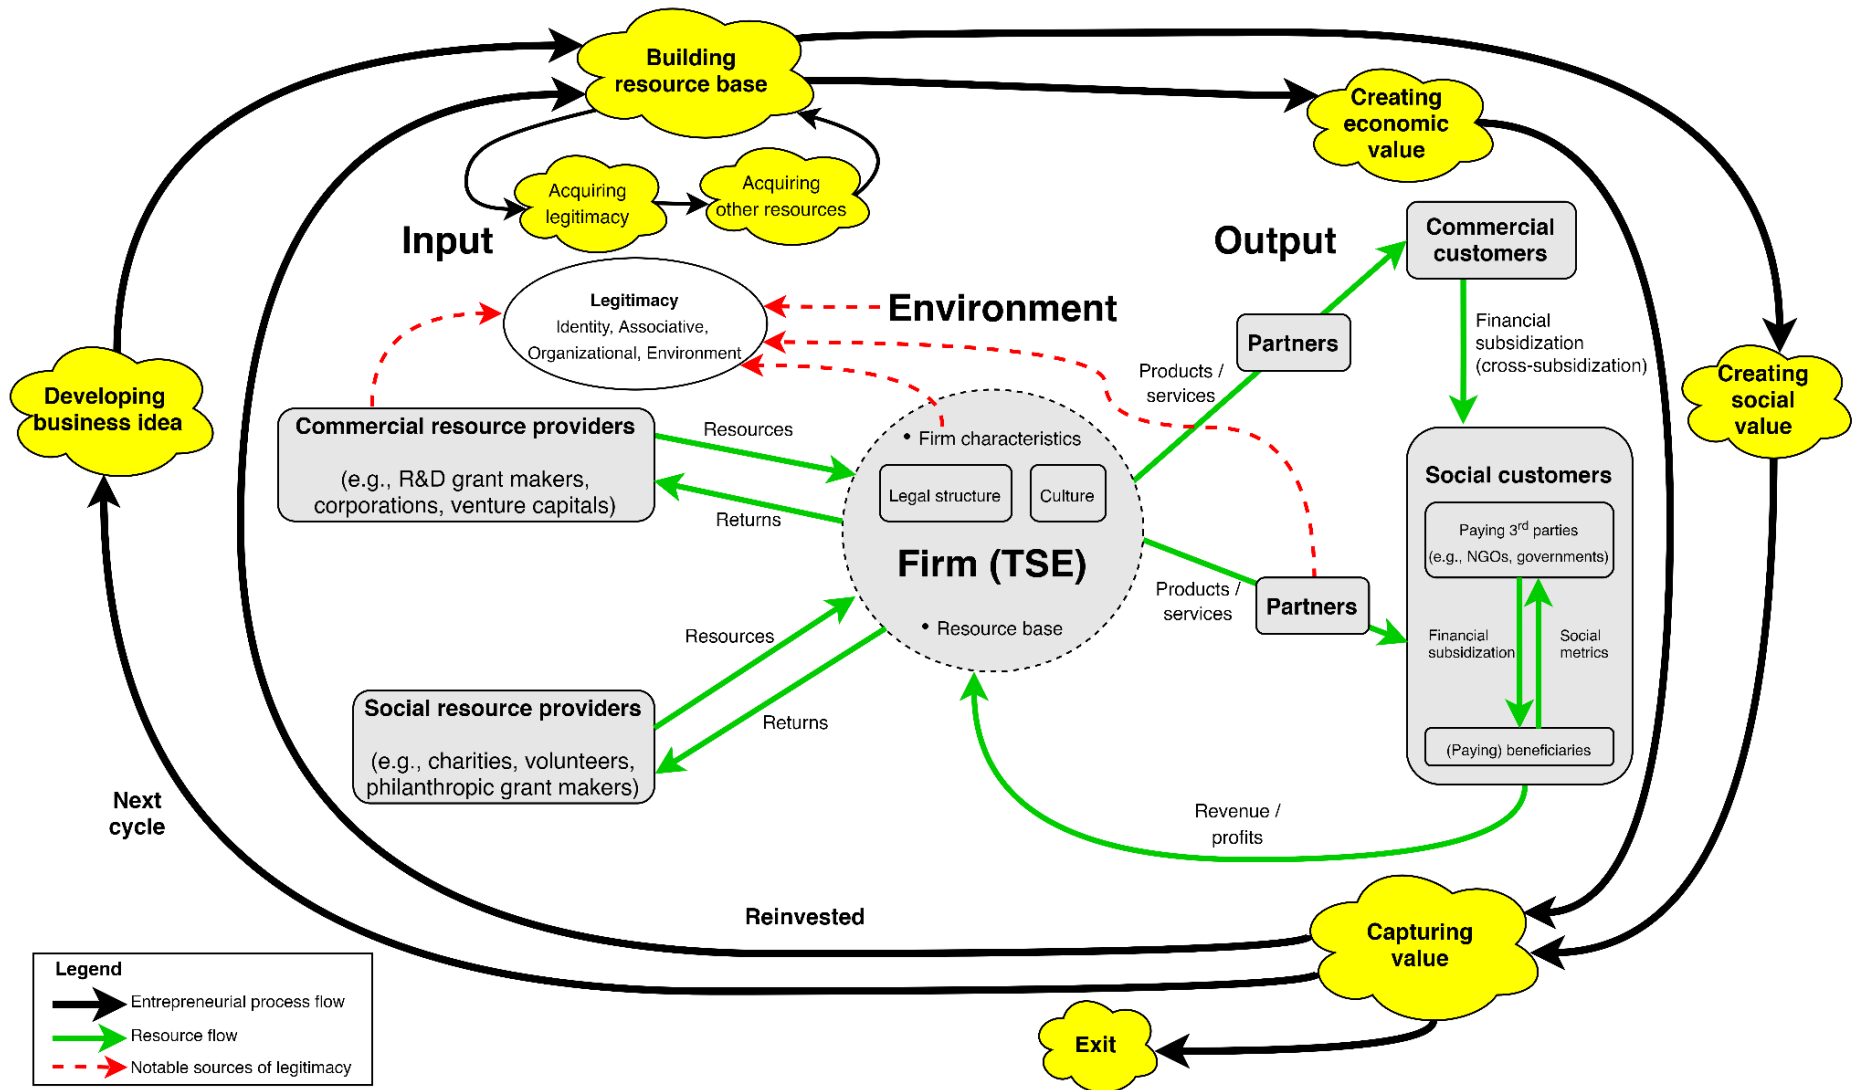 Building
resource base
Creating
economic
value
Acquiring
legitimacy
Acquiring
other resources
Input
Output
Commercial
customers
Legitimacy
Identity, Associative,
Organizational, Environment
Environment
Partners
Financial
subsidization
(cross-subsidization)
Products /
services
Developing
business idea
Creating
social
value
Commercial resource providers
(e.g., R&D grant makers,
corporations, venture capitals)
Resources
Returns
• Firm characteristics
Legal structure
Culture
Firm (TSE)
• Resource base
Social customers
Paying 3rd parties
(e.g., NGOs, governments)
Financial
subsidization
Social
metrics
(Paying) beneficiaries
Products /
services
Partners
Resources
Returns
Social resource providers
(e.g., charities, volunteers,
philanthropic grant makers)
Next
cycle
Revenue /
profits
Reinvested
Capturing
value
Exit
Legend
Entrepreneurial process flow
Resource flow
Notable sources of legitimacy